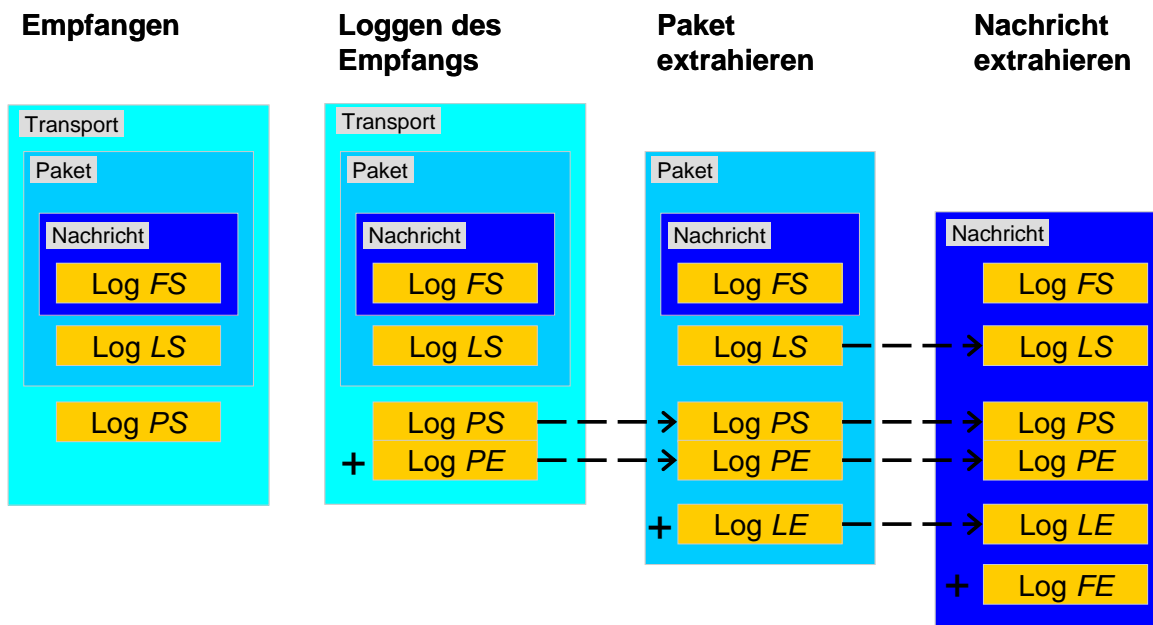 Empfangen
Loggen des
Empfangs
Paket
extrahieren
Nachricht
extrahieren
Transport
Paket
Nachricht
Log FS
Log LS
Log PS
Transport
Paket
Nachricht
Log FS
Log LS
Log PS
+ Log PE
Paket
Nachricht
Log FS
Log LS
Log PS
Log PE
+ Log LE
Nachricht
Log FS
Log LS
Log PS
Log PE
Log LE
+ Log FE